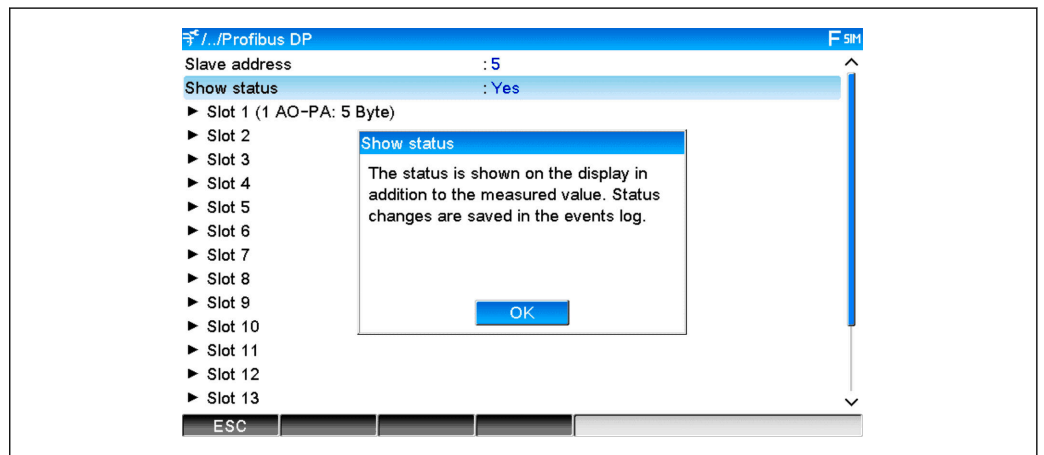 /../Profibus DP F SIM
Slave address : 5
Show status : Yes
► Slot 1 (1 AO-PA: 5 Byte)
► Slot 2
► Slot 3
► Slot 4
► Slot 5
► Slot 6
► Slot 7
► Slot 8
► Slot 9
► Slot 10
► Slot 11
► Slot 12
► Slot 13
Show status
The status is shown on the display in
addition to the measured value. Status
changes are saved in the events log.
OK
ESC